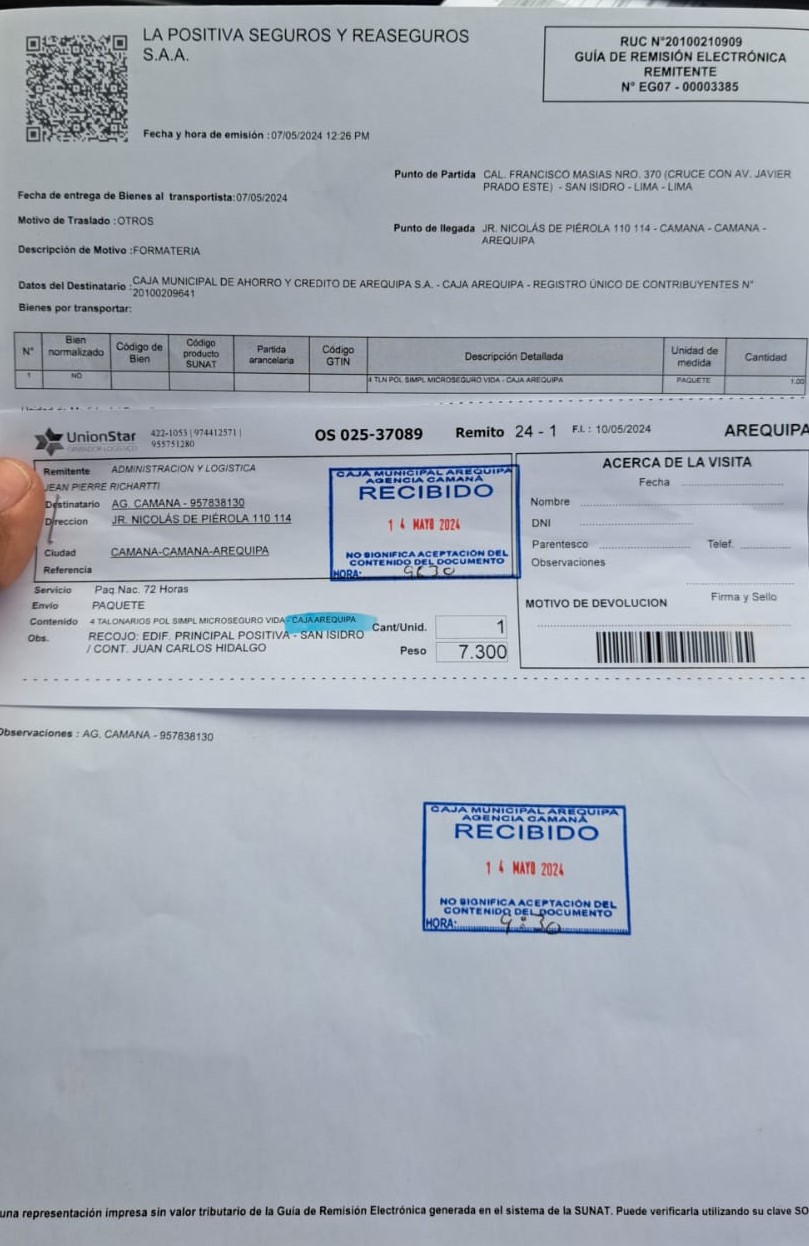 LA POSITIVA SEGUROS Y REASEGUROS
S.A.A.
RUC N°20100210909
GUÍA DE REMISIÓN ELECTRÓNICA
REMITENTE
N° EG07 - 00003385
Fecha y hora de emisión :07/05/2024 12:26 PM
Punto de Partida CAL. FRANCISCO MASIAS NRO. 370 (CRUCE CON AV. JAVIER
PRADO ESTE) - SAN ISIDRO - LIMA - LIMA
Fecha de entrega de Bienes al transportista:07/05/2024
Motivo de Traslado :OTROS
Punto de llegada JR. NICOLÁS DE PIÉROLA 110 114 - CAMANA - CAMANA -
AREQUIPA
Descripción de Motivo :FORMATERIA
Datos del Destinatario :CAJA MUNICIPAL DE AHORRO Y CREDITO DE AREQUIPA S.A. - CAJA AREQUIPA - REGISTRO ÚNICO DE CONTRIBUYENTES N°
20100209641
Bienes por transportar:
N° Bien normalizado Código de Bien Código producto SUNAT Partida arancelaria Código GTIN Descripción Detallada Unidad de medida Cantidad
1 NO 4 TLN POL SIMPL MICROSEGURO VIDA - CAJA AREQUIPA PAQUETE 1.00
UnionStar
OPERADOR LOGISTICO
422-1053 | 974412571 |
955751280
OS 025-37089 Remito 24 - 1 F.I. : 10/05/2024 AREQUIPA
Remitente ADMINISTRACION Y LOGISTICA
JEAN PIERRE RICHARTTI
Destinatario AG. CAMANA - 957838130
Direccion JR. NICOLÁS DE PIÉROLA 110 114
Ciudad CAMANA-CAMANA-AREQUIPA
Referencia
CAJA MUNICIPAL AREQUIPA
AGENCIA CAMANÁ
RECIBIDO
14 MAYO 2024
NO SIGNIFICA ACEPTACIÓN DEL
CONTENIDO DEL DOCUMENTO
HORA: 9:30
ACERCA DE LA VISITA
Fecha
Nombre
DNI
Parentesco Telef.
Observaciones
Firma y Sello
MOTIVO DE DEVOLUCION
Servicio Paq Nac. 72 Horas
Envio PAQUETE
Contenido 4 TALONARIOS POL SIMPL MICROSEGURO VIDA - CAJA AREQUIPA
Obs. RECOJO: EDIF. PRINCIPAL POSITIVA - SAN ISIDRO
/ CONT. JUAN CARLOS HIDALGO
Cant/Unid. 1
Peso 7.300
Observaciones : AG. CAMANA - 957838130
CAJA MUNICIPAL AREQUIPA
AGENCIA CAMANÁ
RECIBIDO
14 MAYO 2024
NO SIGNIFICA ACEPTACIÓN DEL
CONTENIDO DEL DOCUMENTO
HORA: 9:30
una representación impresa sin valor tributario de la Guía de Remisión Electrónica generada en el sistema de la SUNAT. Puede verificarla utilizando su clave SO